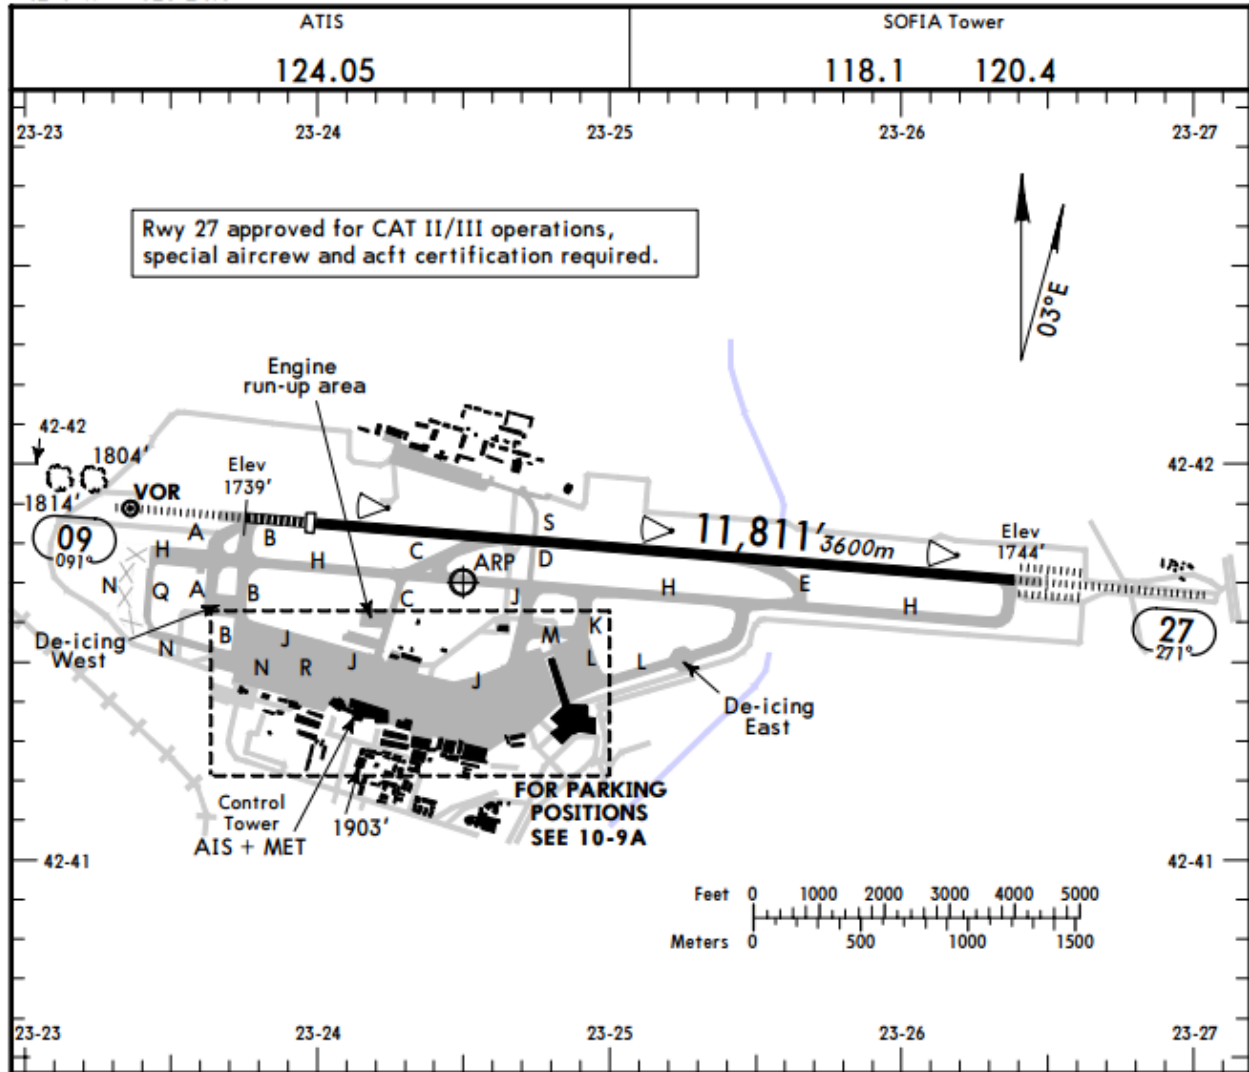 ATIS
SOFIA Tower
124.05
118.1 120.4
23-23 23-24 23-25 23-26 23-27
Rwy 27 approved for CAT II/III operations,
special aircrew and acft certification required.
03°E
Engine
run-up area
42-42
1804'
1814'
VOR
Elev
1739'
42-42
09
091°
A
B
H
C
S
D
ARP
11,811' 3600m
Elev
1744'
H
N
Q
A
B
C
J
H
E
H
27
271°
De-icing
West
N
B
J
N
R
J
J
M
K
L
L
De-icing
East
Control
Tower
AIS + MET
1903'
FOR PARKING
POSITIONS
SEE 10-9A
42-41
42-41
Feet 0 1000 2000 3000 4000 5000
Meters 0 500 1000 1500
23-23 23-24 23-25 23-26 23-27